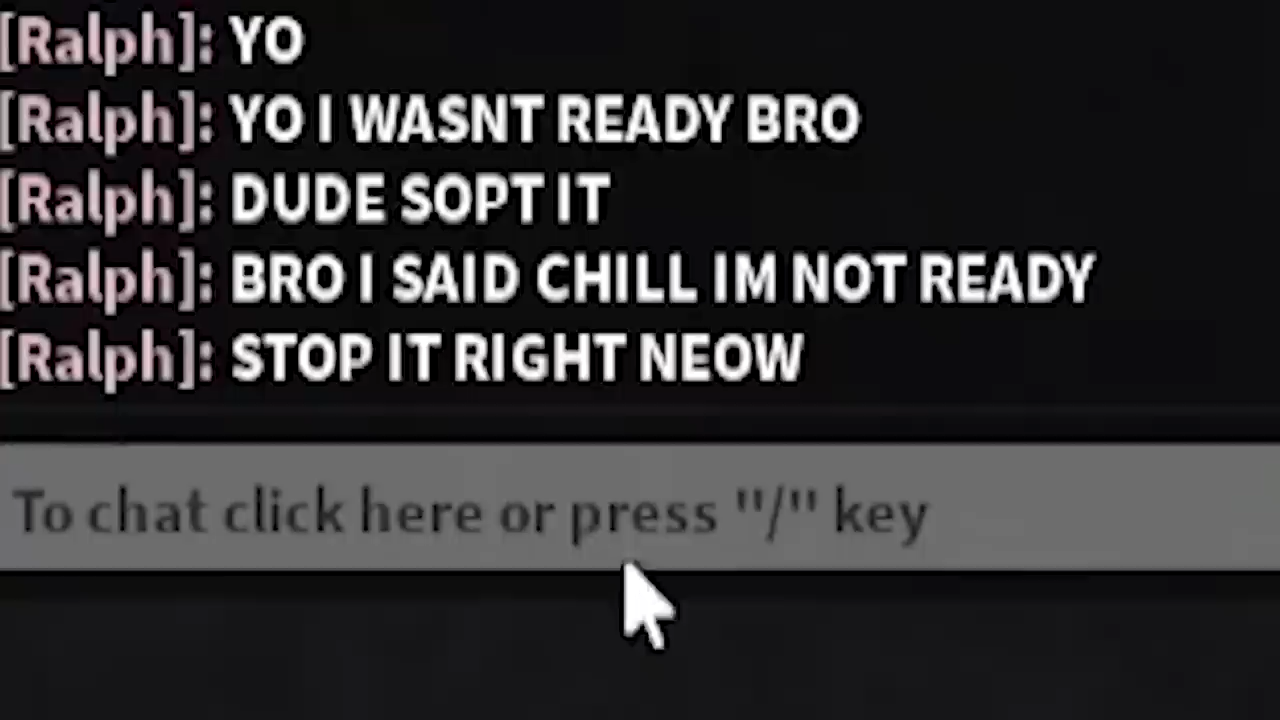 [Ralph]: YO
[Ralph]: YO I WASNT READY BRO
[Ralph]: DUDE SOPT IT
[Ralph]: BRO I SAID CHILL IM NOT READY
[Ralph]: STOP IT RIGHT NEOW
To chat click here or press "/" key